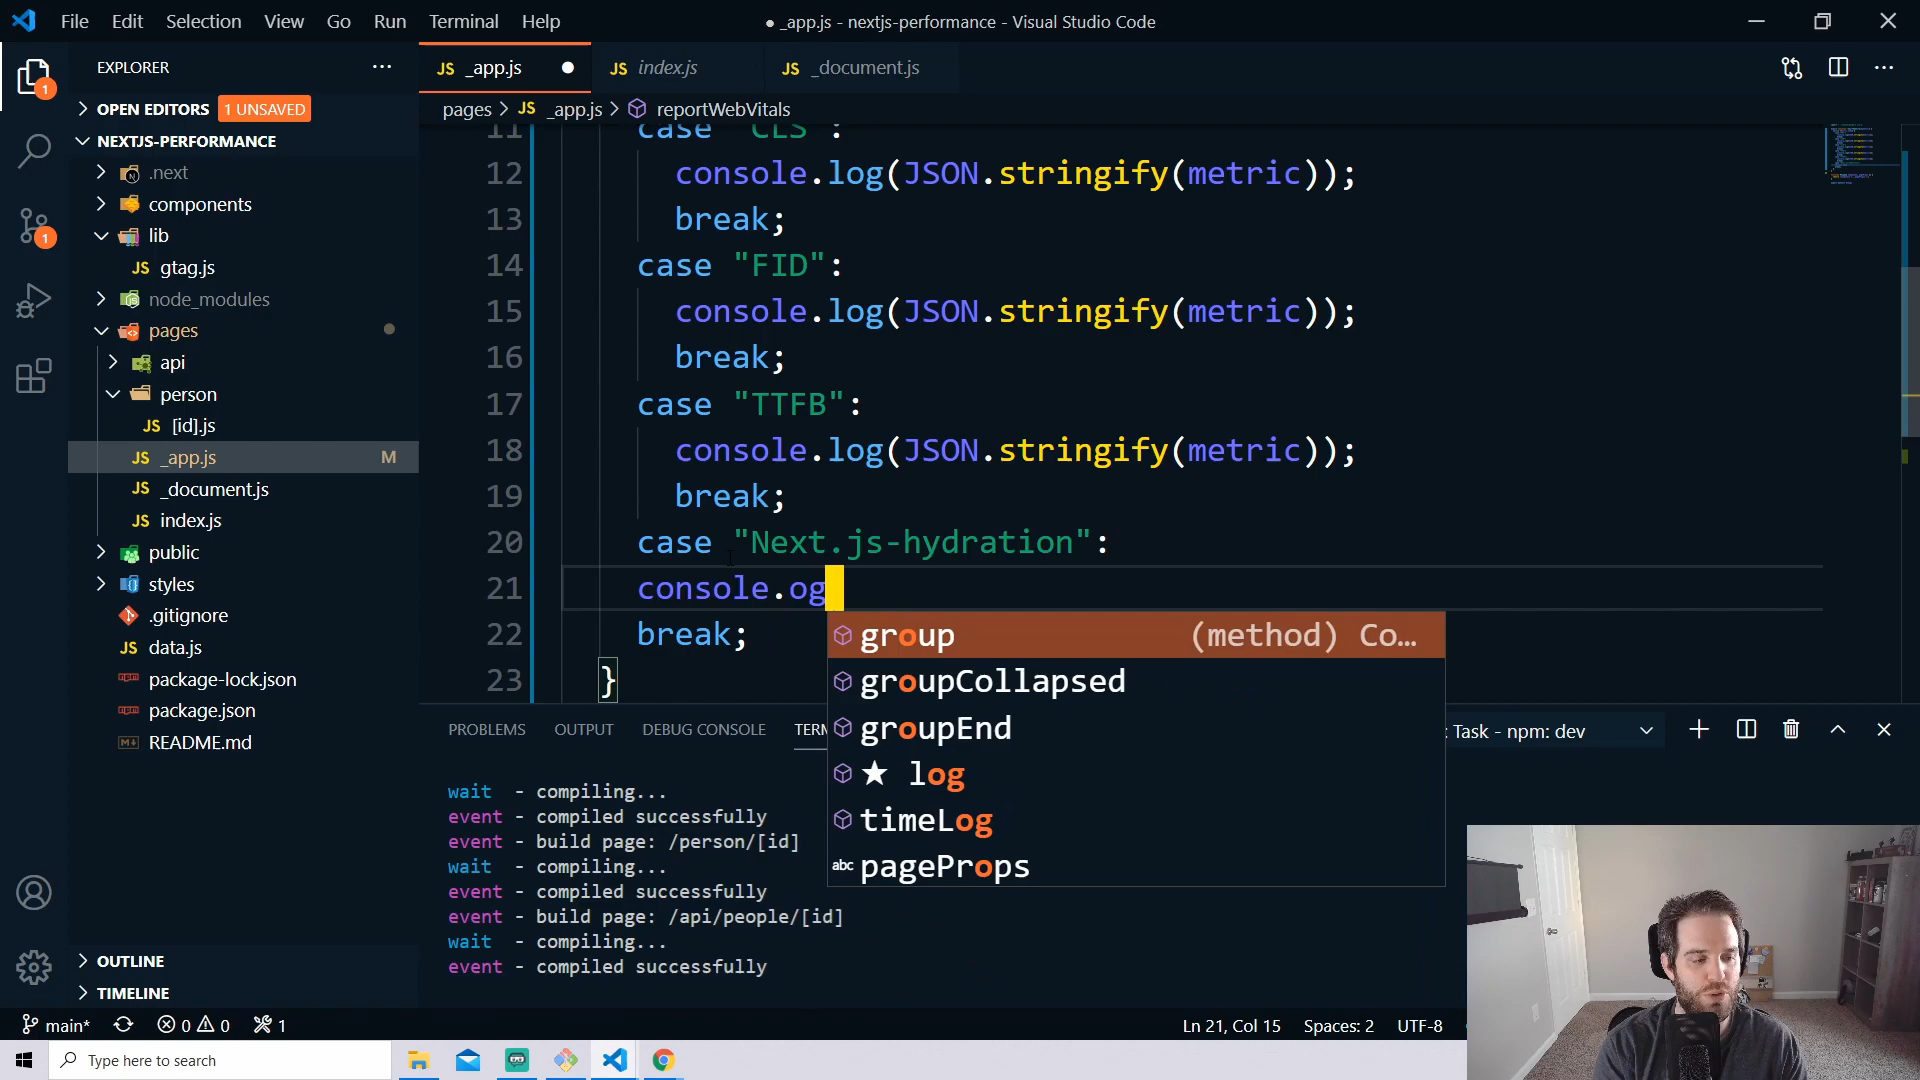 File Edit Selection View Go Run Terminal Help
● _app.js - nextjs-performance - Visual Studio Code
EXPLORER
OPEN EDITORS 1 UNSAVED
NEXTJS-PERFORMANCE
.next
components
lib
JS gtag.js
node_modules
pages
api
person
JS [id].js
JS _app.js M
JS _document.js
JS index.js
public
styles
.gitignore
JS data.js
package-lock.json
package.json
README.md
OUTLINE
TIMELINE
JS _app.js ●
JS index.js
JS _document.js
pages > JS _app.js > reportWebVitals
11 case "CLS":
12 console.log(JSON.stringify(metric));
13 break;
14 case "FID":
15 console.log(JSON.stringify(metric));
16 break;
17 case "TTFB":
18 console.log(JSON.stringify(metric));
19 break;
20 case "Next.js-hydration":
21 console.og
22 break;
23 }
group (method) Co…
groupCollapsed
groupEnd
★ log
timeLog
abc pageProps
PROBLEMS OUTPUT DEBUG CONSOLE TERM
: Task - npm: dev
wait - compiling...
event - compiled successfully
event - build page: /person/[id]
wait - compiling...
event - compiled successfully
event - build page: /api/people/[id]
wait - compiling...
event - compiled successfully
main* 0 0 1
Ln 21, Col 15 Spaces: 2 UTF-8
Type here to search